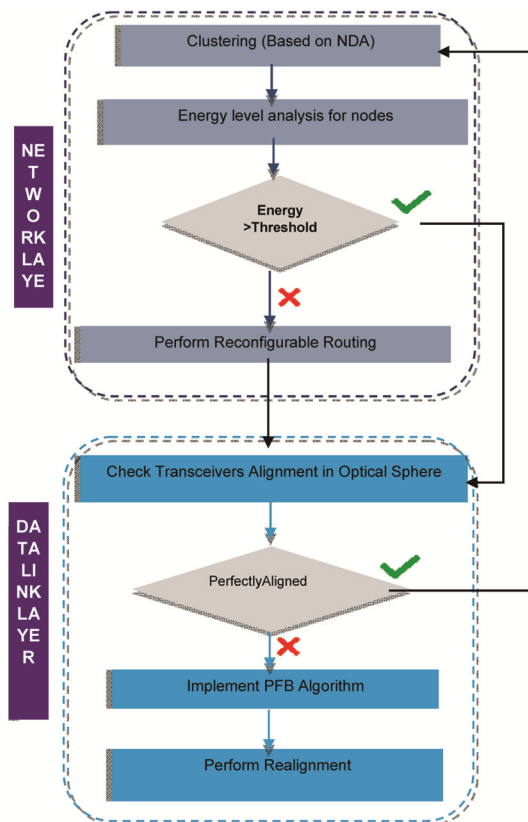 Clustering (Based on NDA)
Energy level analysis for nodes
NE
T
WO
RK
LA
YE
Energy
>Threshold
Perform Reconfigurable Routing
Check Transceivers Alignment in Optical Sphere
DA
TA
LI
NK
LA
YE
R
PerfectlyAligned
Implement PFB Algorithm
Perform Realignment